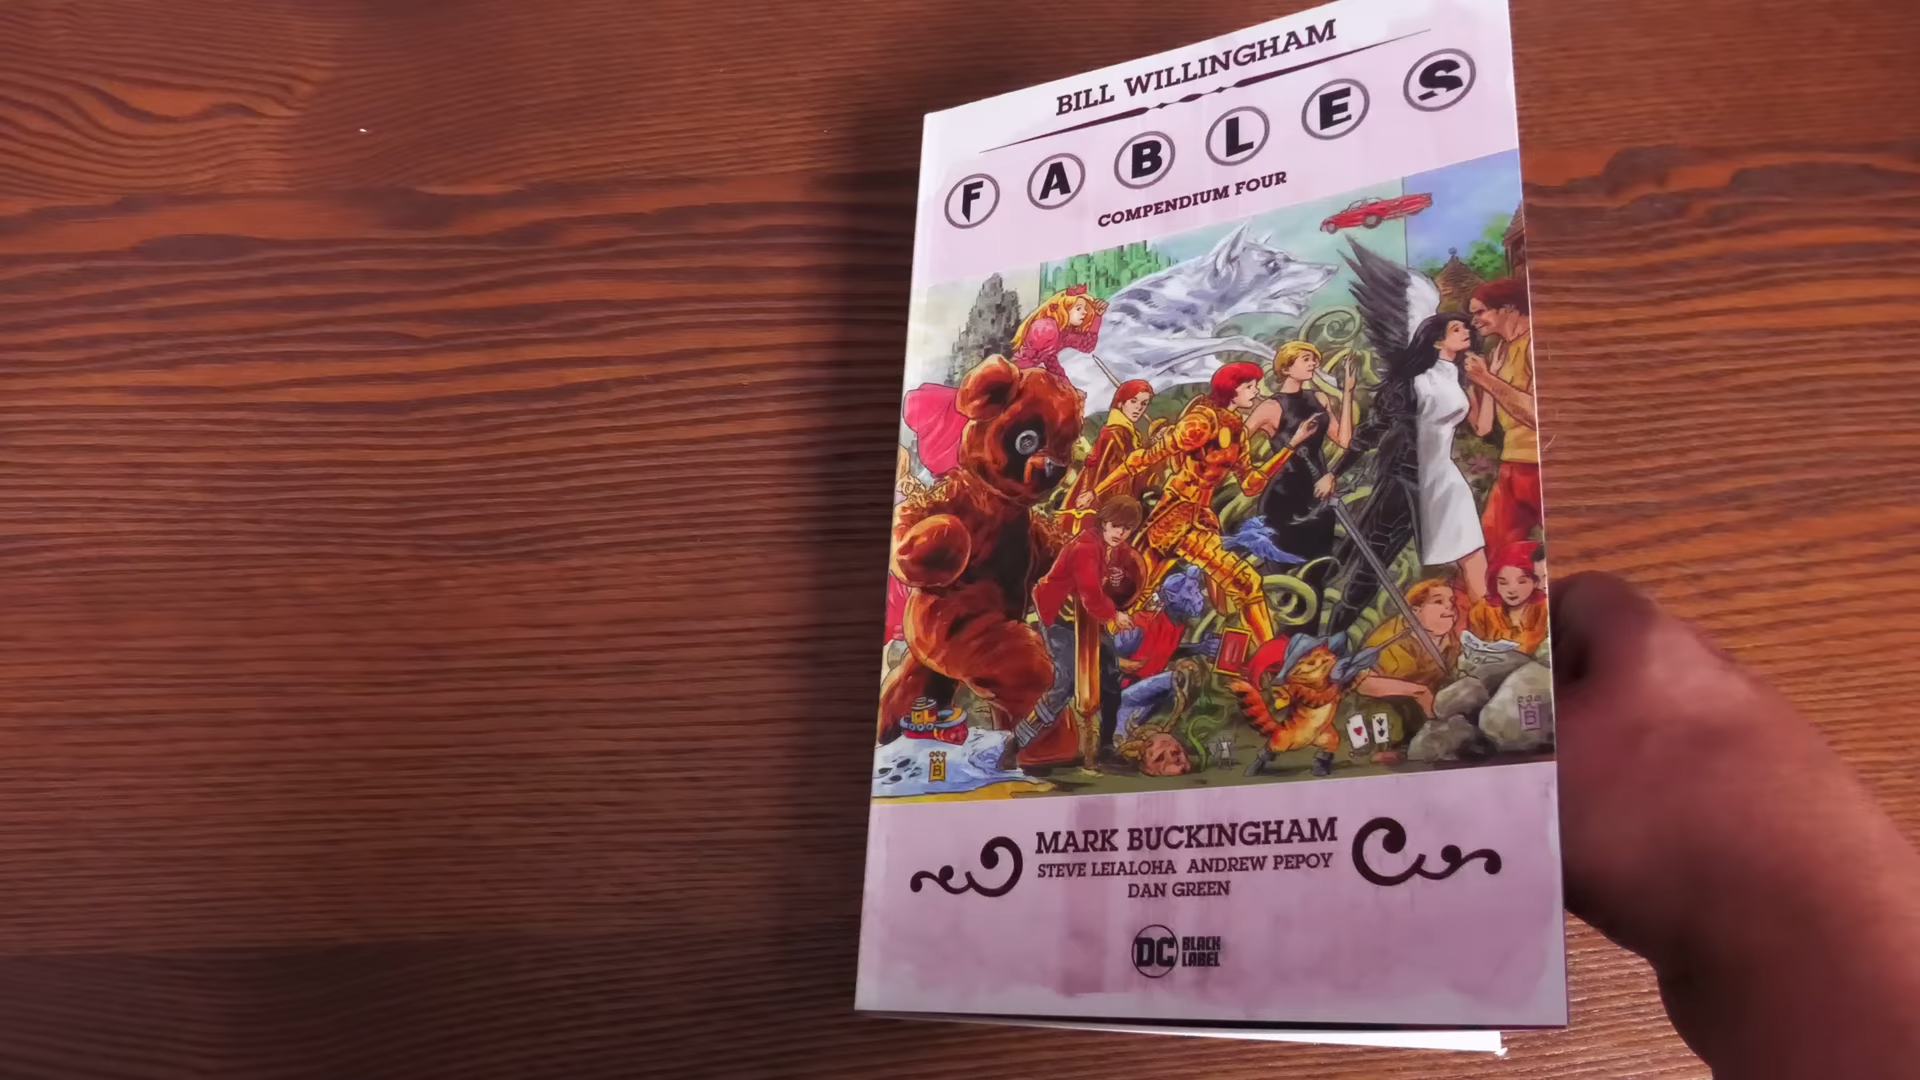 BILL WILLINGHAM
FABLES
COMPENDIUM FOUR
B
B
MARK BUCKINGHAM
STEVE LEIALOHA ANDREW PEPOY
DAN GREEN
DC BLACK
LABEL